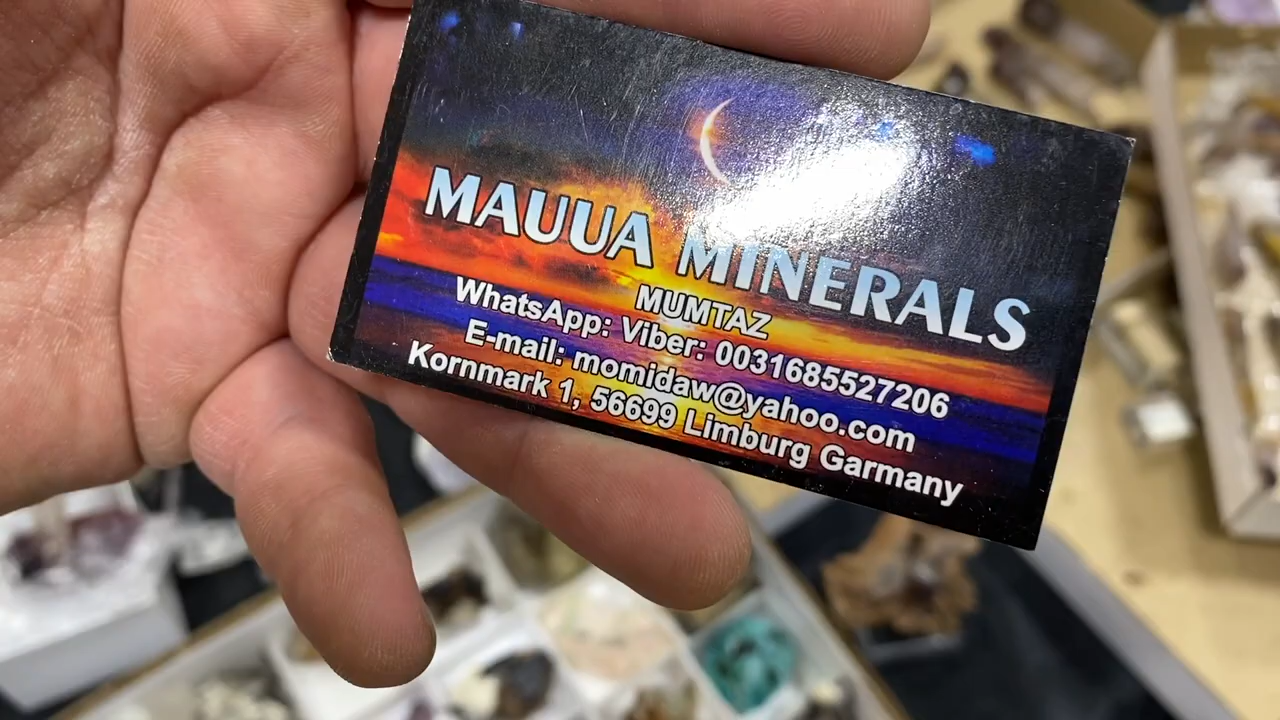 MAUUA MINERALS
MUMTAZ
WhatsApp: Viber: 0031685527206
E-mail: momidaw@yahoo.com
Kornmark 1, 56699 Limburg Garmany